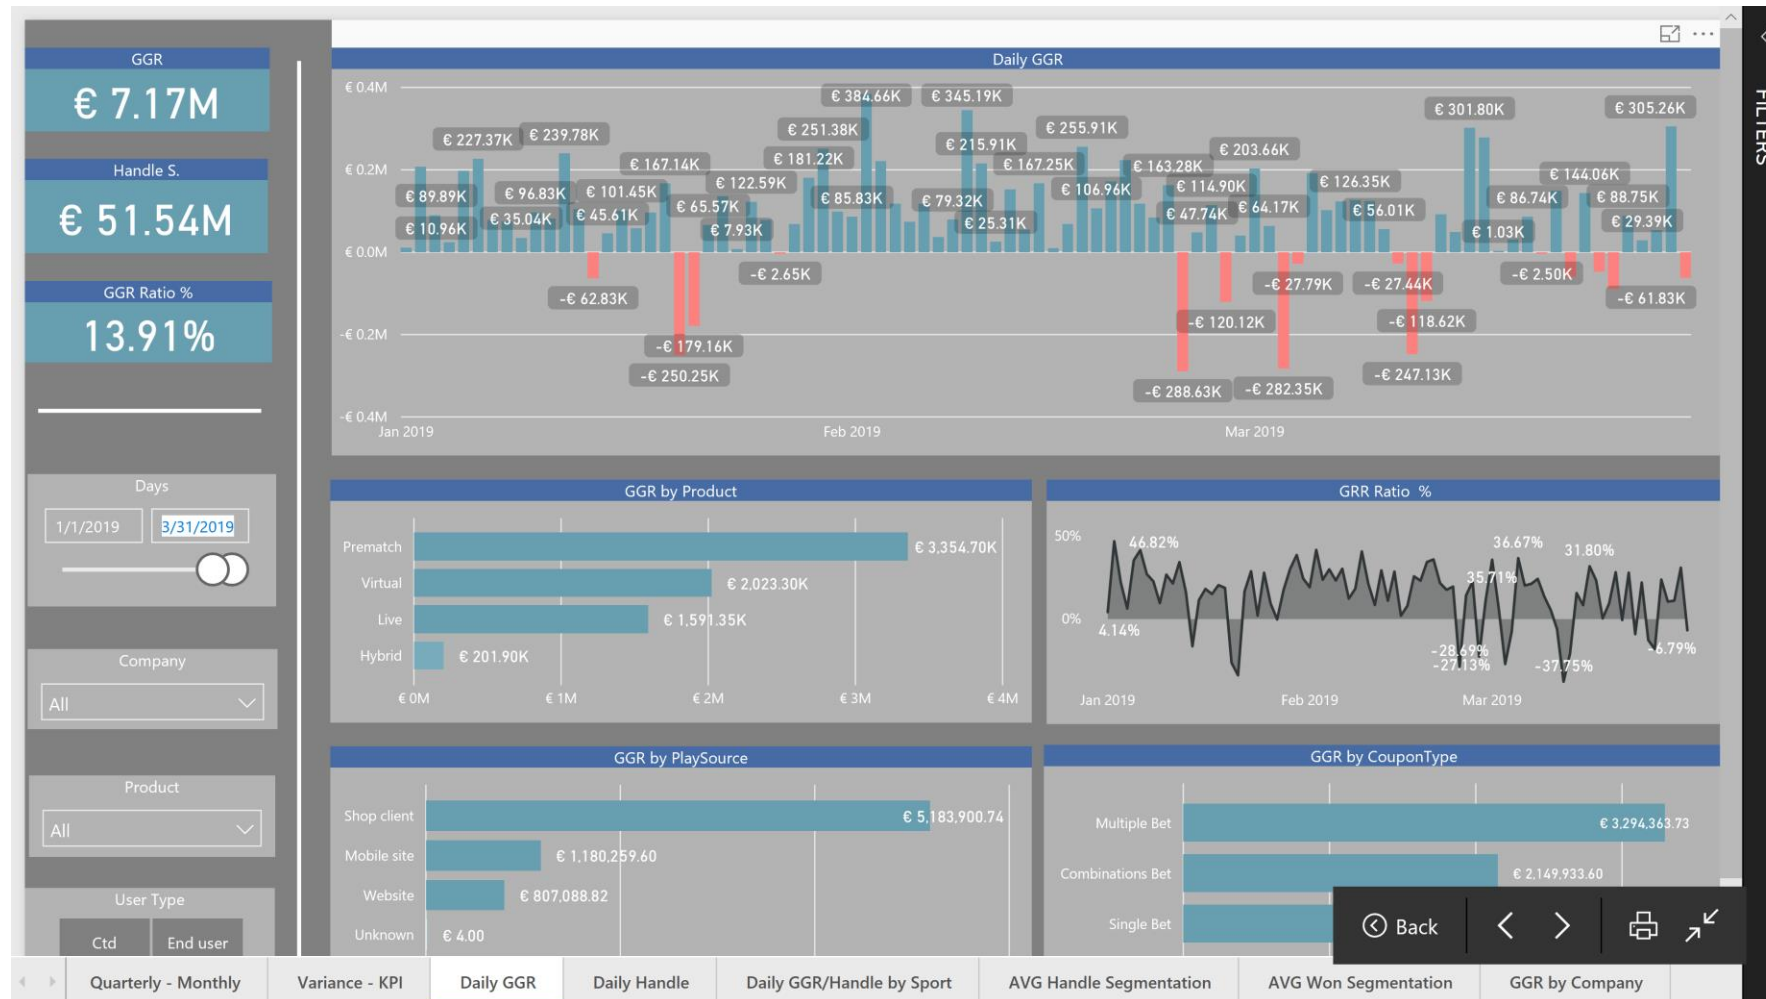 GGR
€ 7.17M
Handle S.
€ 51.54M
GGR Ratio %
13.91%
Days
1/1/2019 3/31/2019
Company
All
Product
All
User Type
Ctd End user
Daily GGR
€ 0.4M
€ 0.2M
€ 0.0M
-€ 0.2M
-€ 0.4M
€ 384.66K € 345.19K
€ 301.80K € 305.26K
€ 227.37K € 239.78K € 251.38K € 255.91K
€ 215.91K € 203.66K
€ 167.14K € 181.22K € 167.25K € 163.28K € 144.06K
€ 89.89K € 96.83K € 101.45K € 122.59K € 85.83K € 79.32K € 106.96K € 114.90K € 126.35K € 86.74K € 88.75K
€ 10.96K € 35.04K € 45.61K € 65.57K € 7.93K € 25.31K € 47.74K € 64.17K € 56.01K € 1.03K € 29.39K
-€ 62.83K -€ 2.65K -€ 27.79K -€ 27.44K -€ 2.50K -€ 61.83K
-€ 179.16K -€ 120.12K -€ 118.62K
-€ 250.25K -€ 288.63K -€ 282.35K -€ 247.13K
Jan 2019 Feb 2019 Mar 2019
GGR by Product
Prematch € 3,354.70K
Virtual € 2,023.30K
Live € 1,591.35K
Hybrid € 201.90K
€ 0M € 1M € 2M € 3M € 4M
GRR Ratio %
50%
0%
46.82% 36.67% 31.80%
35.71%
4.14%
-28.69% -6.79%
-27.13% -37.75%
Jan 2019 Feb 2019 Mar 2019
GGR by PlaySource
Shop client € 5,183,900.74
Mobile site € 1,180,259.60
Website € 807,088.82
Unknown € 4.00
GGR by CouponType
Multiple Bet € 3,294,363.73
Combinations Bet € 2,149,933.60
Single Bet
Back
FILTERS
Quarterly - Monthly Variance - KPI Daily GGR Daily Handle Daily GGR/Handle by Sport AVG Handle Segmentation AVG Won Segmentation GGR by Company